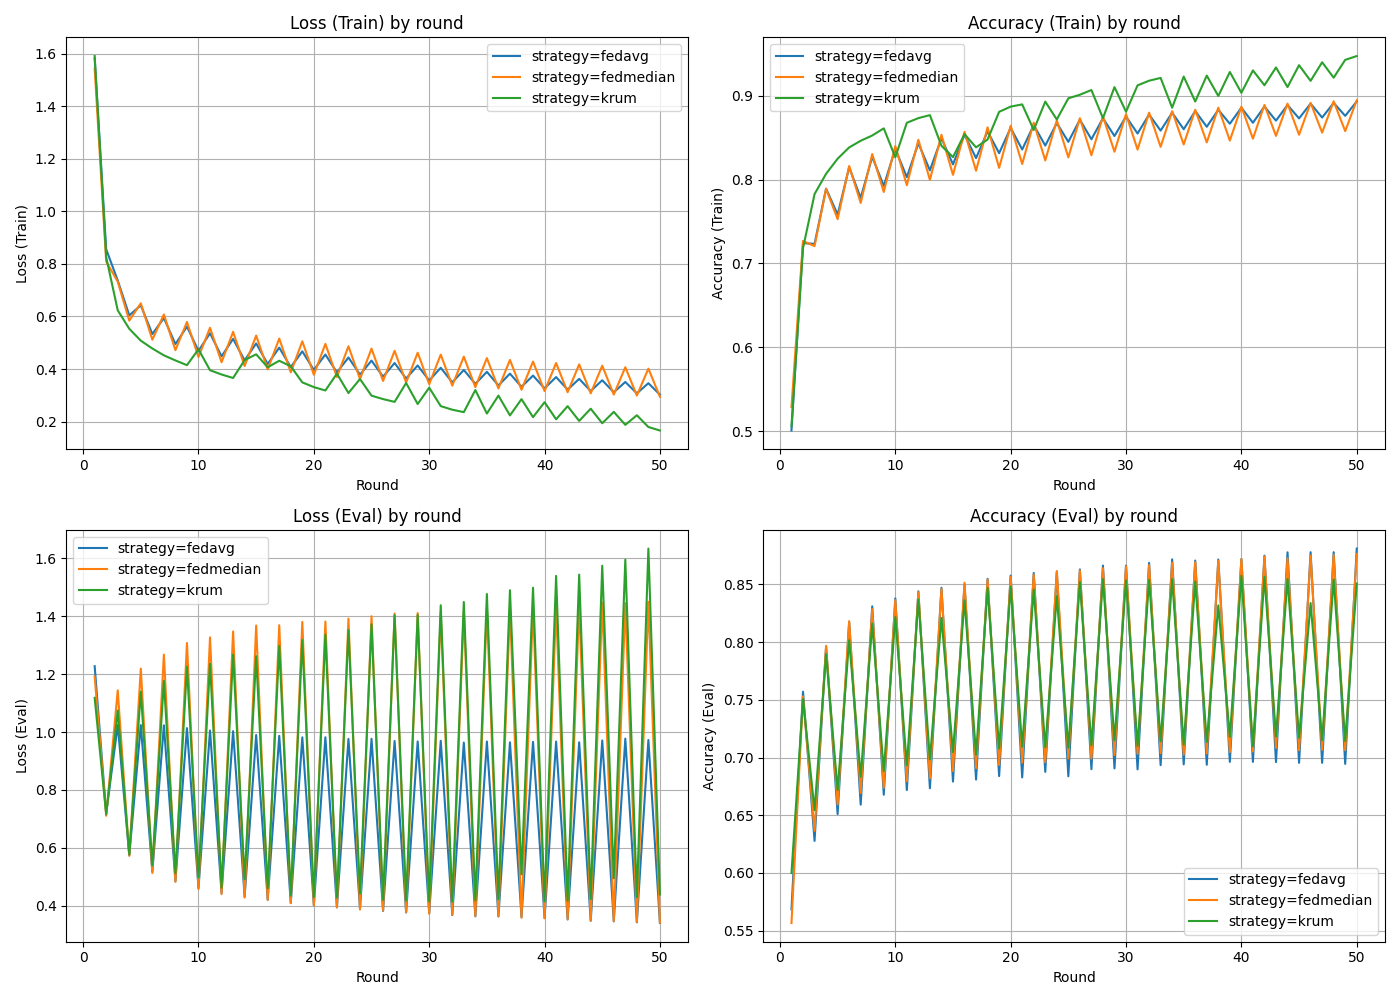 Loss (Train) by round
Loss (Train)
1.6
1.4
1.2
1.0
0.8
0.6
0.4
0.2
strategy=fedavg
strategy=fedmedian
strategy=krum
0 10 20 30 40 50
Round
Accuracy (Train) by round
Accuracy (Train)
0.9
0.8
0.7
0.6
0.5
strategy=fedavg
strategy=fedmedian
strategy=krum
0 10 20 30 40 50
Round
Loss (Eval) by round
Loss (Eval)
1.6
1.4
1.2
1.0
0.8
0.6
0.4
strategy=fedavg
strategy=fedmedian
strategy=krum
0 10 20 30 40 50
Round
Accuracy (Eval) by round
Accuracy (Eval)
0.85
0.80
0.75
0.70
0.65
0.60
0.55
strategy=fedavg
strategy=fedmedian
strategy=krum
0 10 20 30 40 50
Round